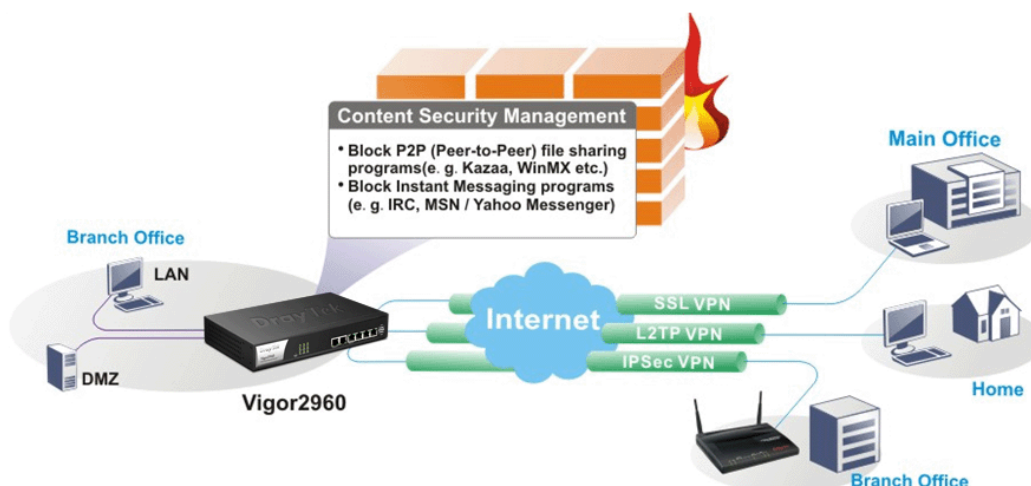 Content Security Management
• Block P2P (Peer-to-Peer) file sharing
programs(e. g. Kazaa, WinMX etc.)
• Block Instant Messaging programs
(e. g. IRC, MSN / Yahoo Messenger)
Main Office
Branch Office
LAN
DrayTek
DMZ
Vigor2960
Internet
SSL VPN
L2TP VPN
IPSec VPN
Home
Branch Office